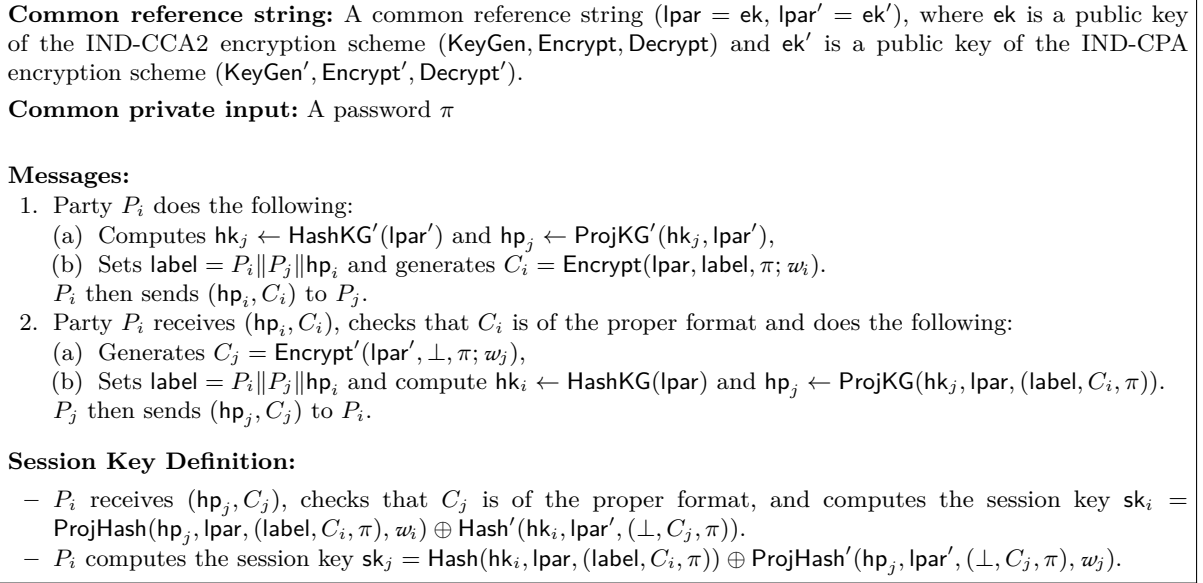 Common reference string: A common reference string (lpar = ek, lpar′ = ek′), where ek is a public key
of the IND-CCA2 encryption scheme (KeyGen, Encrypt, Decrypt) and ek′ is a public key of the IND-CPA
encryption scheme (KeyGen′, Encrypt′, Decrypt′).
Common private input: A password π
Messages:
1. Party P_i does the following:
(a) Computes hk_j ← HashKG′(lpar′) and hp_j ← ProjKG′(hk_j, lpar′),
(b) Sets label = P_i‖P_j‖hp_i and generates C_i = Encrypt(lpar, label, π; w_i).
P_i then sends (hp_i, C_i) to P_j.
2. Party P_i receives (hp_i, C_i), checks that C_i is of the proper format and does the following:
(a) Generates C_j = Encrypt′(lpar′, ⊥, π; w_j),
(b) Sets label = P_i‖P_j‖hp_i and compute hk_i ← HashKG(lpar) and hp_j ← ProjKG(hk_j, lpar, (label, C_i, π)).
P_j then sends (hp_j, C_j) to P_i.
Session Key Definition:
– P_i receives (hp_j, C_j), checks that C_j is of the proper format, and computes the session key sk_i =
ProjHash(hp_j, lpar, (label, C_i, π), w_i) ⊕ Hash′(hk_i, lpar′, (⊥, C_j, π)).
– P_i computes the session key sk_j = Hash(hk_i, lpar, (label, C_i, π)) ⊕ ProjHash′(hp_j, lpar′, (⊥, C_j, π), w_j).